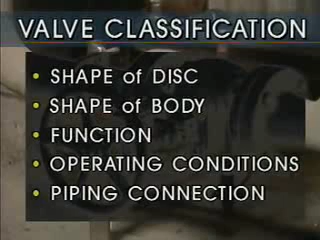 VALVE CLASSIFICATION
• SHAPE of DISC
• SHAPE of BODY
• FUNCTION
• OPERATING CONDITIONS
• PIPING CONNECTION